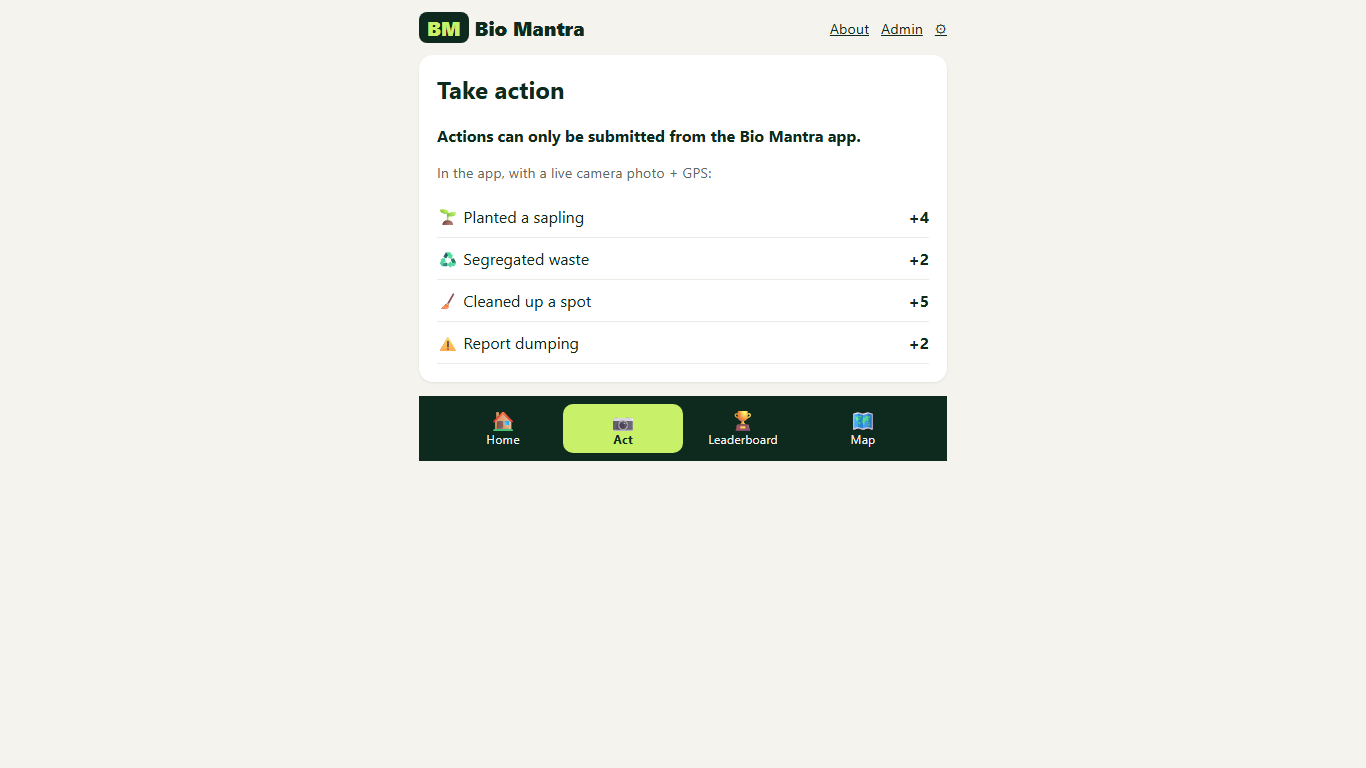 BM Bio Mantra
About Admin ⚙
Take action
Actions can only be submitted from the Bio Mantra app.
In the app, with a live camera photo + GPS:
🌱 Planted a sapling +4
♻️ Segregated waste +2
🧹 Cleaned up a spot +5
⚠️ Report dumping +2
Home
Act
Leaderboard
Map